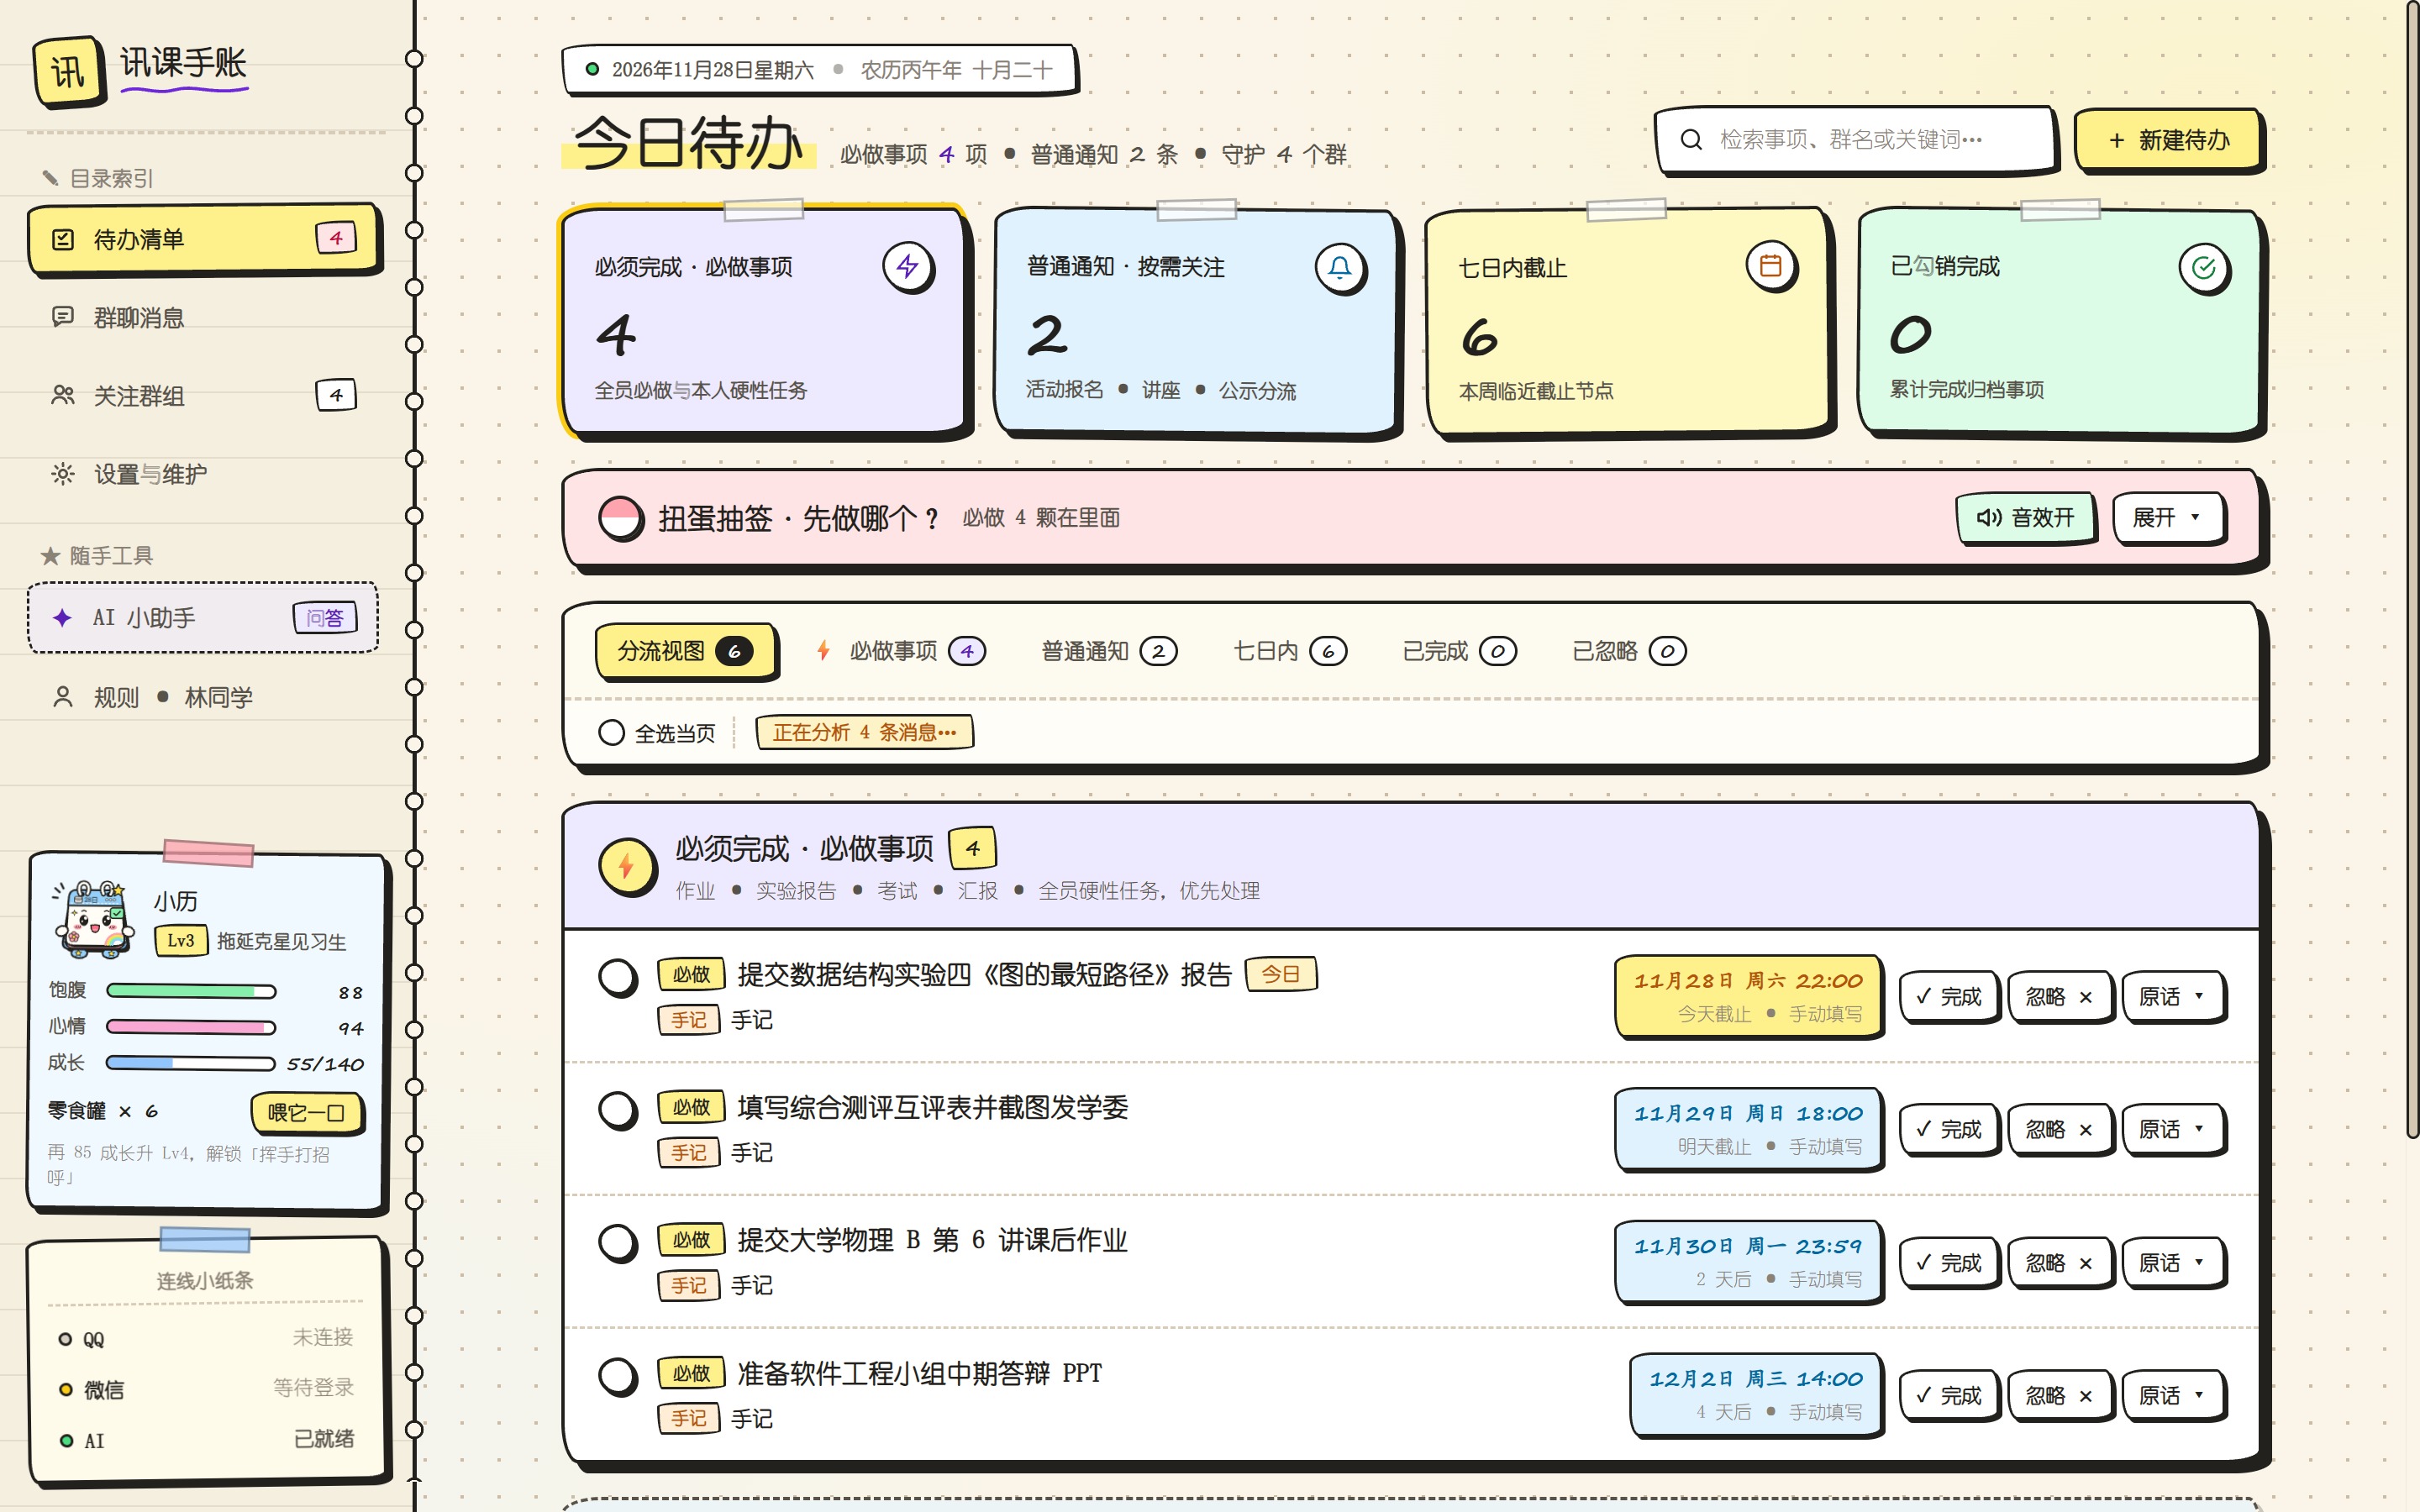 讯 讯课手账
目录索引
待办清单 4
群聊消息
关注群组 4
设置与维护
随手工具
AI 小助手 问答
规则 • 林同学
小历
Lv3 拖延克星见习生
饱腹 88
心情 94
成长 55/140
零食罐 × 6 喂它一口
再 85 成长升 Lv4，解锁「挥手打招
呼」
连线小纸条
QQ 未连接
微信 等待登录
AI 已就绪
2026年11月28日星期六 • 农历丙午年 十月二十
今日待办 必做事项 4 项 • 普通通知 2 条 • 守护 4 个群
检索事项、群名或关键词…
+ 新建待办
必须完成 · 必做事项
4
全员必做与本人硬性任务
普通通知 · 按需关注
2
活动报名 • 讲座 • 公示分流
七日内截止
6
本周临近截止节点
已勾销完成
0
累计完成归档事项
扭蛋抽签 · 先做哪个？ 必做 4 颗在里面 音效开 展开 ▾
分流视图 6 必做事项 4 普通通知 2 七日内 6 已完成 0 已忽略 0
全选当页 正在分析 4 条消息…
必须完成 · 必做事项 4
作业 • 实验报告 • 考试 • 汇报 • 全员硬性任务，优先处理
必做 提交数据结构实验四《图的最短路径》报告 今日
手记 手记
11月28日 周六 22:00
今天截止 • 手动填写
✓ 完成 忽略 × 原话 ▾
必做 填写综合测评互评表并截图发学委
手记 手记
11月29日 周日 18:00
明天截止 • 手动填写
✓ 完成 忽略 × 原话 ▾
必做 提交大学物理 B 第 6 讲课后作业
手记 手记
11月30日 周一 23:59
2 天后 • 手动填写
✓ 完成 忽略 × 原话 ▾
必做 准备软件工程小组中期答辩 PPT
手记 手记
12月2日 周三 14:00
4 天后 • 手动填写
✓ 完成 忽略 × 原话 ▾